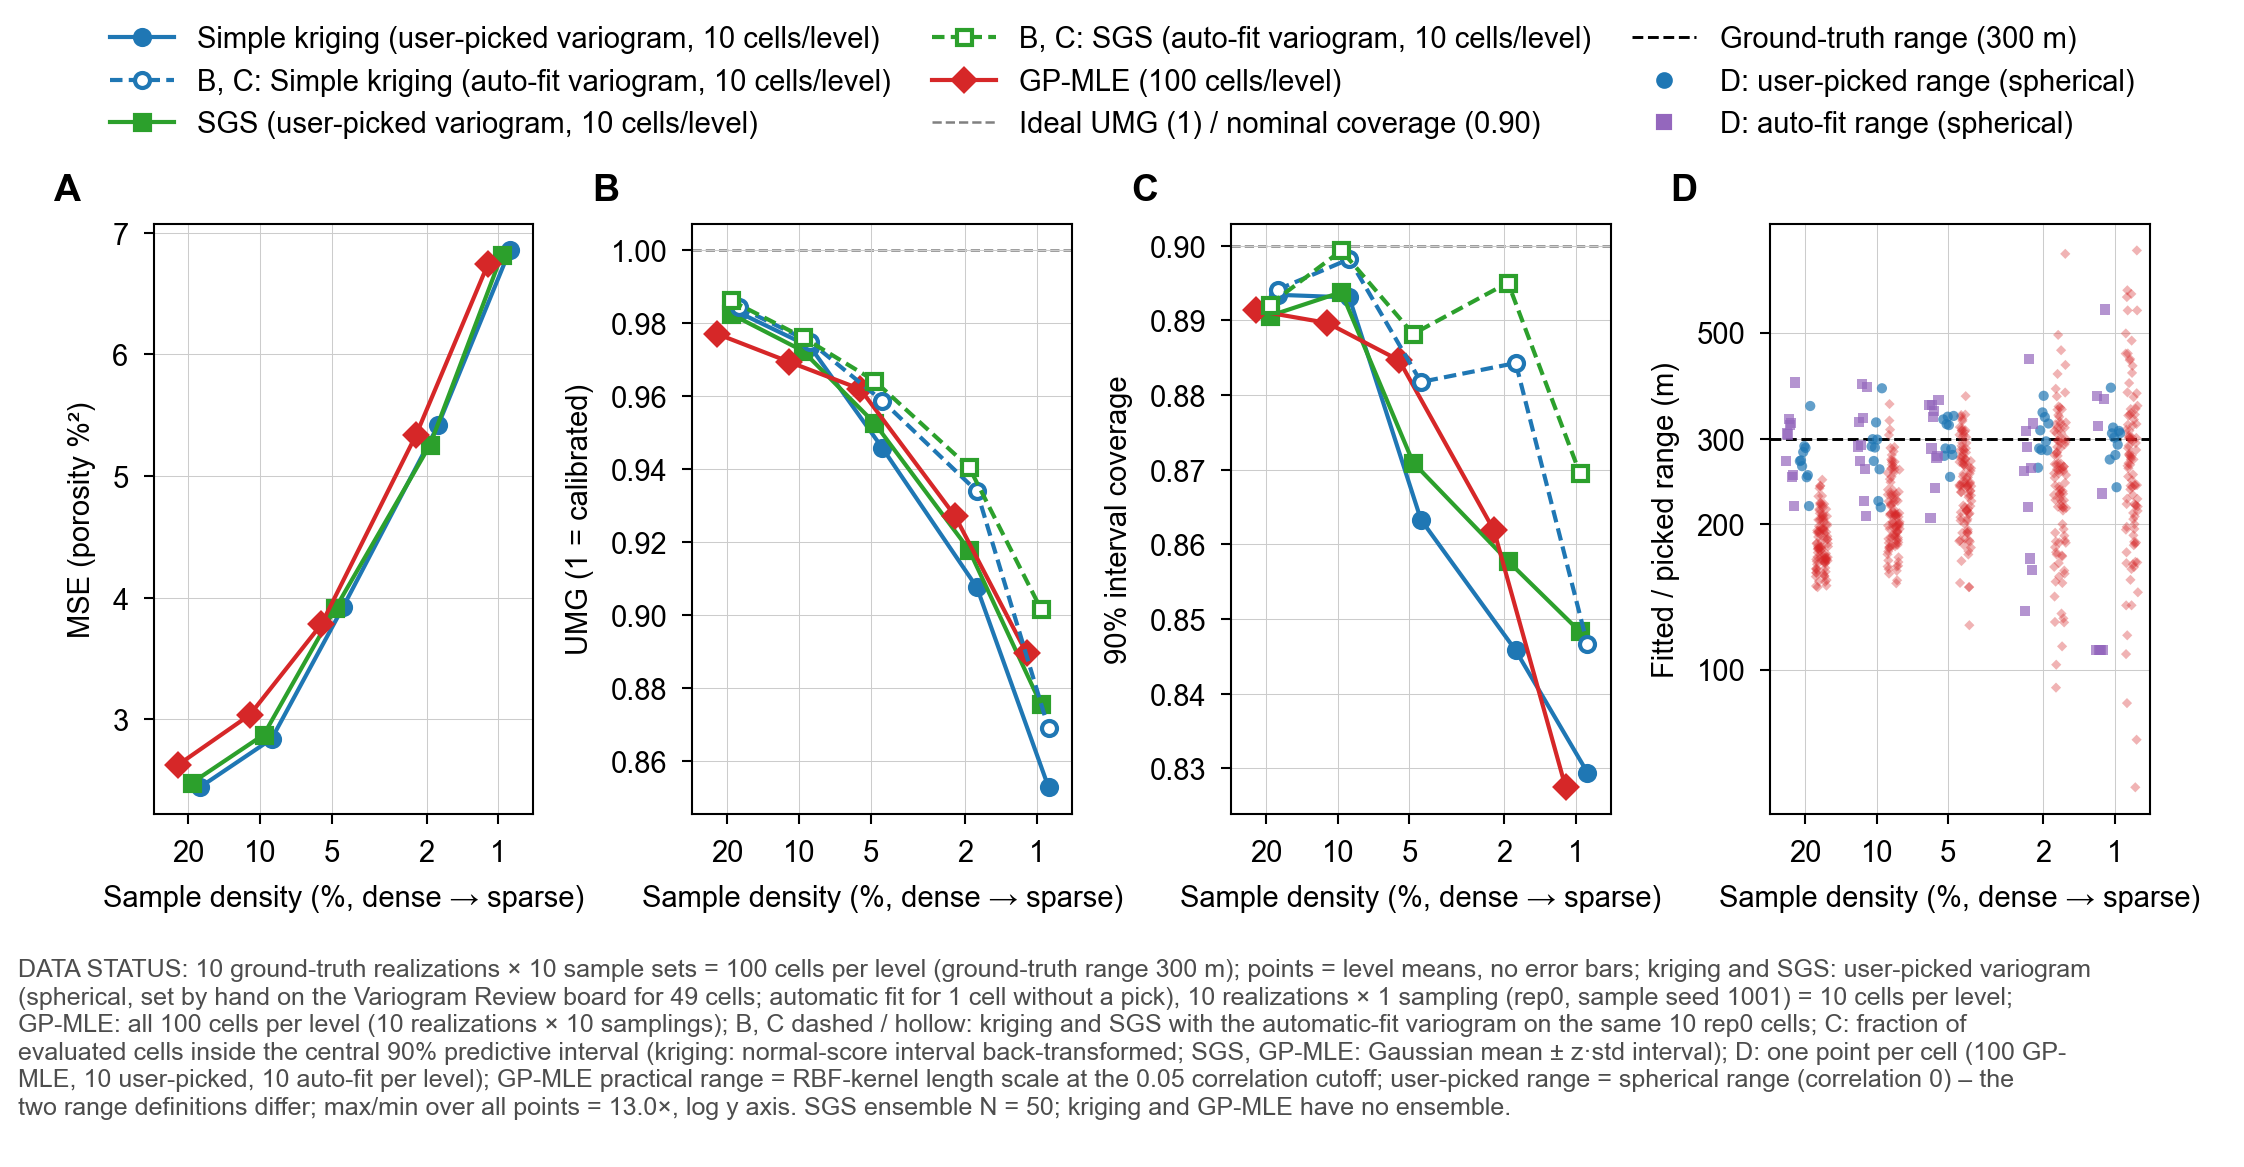 Simple kriging (user-picked variogram, 10 cells/level)
B, C: Simple kriging (auto-fit variogram, 10 cells/level)
SGS (user-picked variogram, 10 cells/level)
B, C: SGS (auto-fit variogram, 10 cells/level)
GP-MLE (100 cells/level)
Ideal UMG (1) / nominal coverage (0.90)
Ground-truth range (300 m)
D: user-picked range (spherical)
D: auto-fit range (spherical)
A
MSE (porosity %²)
7
6
5
4
3
20 10 5 2 1
Sample density (%, dense → sparse)
B
UMG (1 = calibrated)
1.00
0.98
0.96
0.94
0.92
0.90
0.88
0.86
20 10 5 2 1
Sample density (%, dense → sparse)
C
90% interval coverage
0.90
0.89
0.88
0.87
0.86
0.85
0.84
0.83
20 10 5 2 1
Sample density (%, dense → sparse)
D
Fitted / picked range (m)
500
300
200
100
20 10 5 2 1
Sample density (%, dense → sparse)
DATA STATUS: 10 ground-truth realizations × 10 sample sets = 100 cells per level (ground-truth range 300 m); points = level means, no error bars; kriging and SGS: user-picked variogram
(spherical, set by hand on the Variogram Review board for 49 cells; automatic fit for 1 cell without a pick), 10 realizations × 1 sampling (rep0, sample seed 1001) = 10 cells per level;
GP-MLE: all 100 cells per level (10 realizations × 10 samplings); B, C dashed / hollow: kriging and SGS with the automatic-fit variogram on the same 10 rep0 cells; C: fraction of
evaluated cells inside the central 90% predictive interval (kriging: normal-score interval back-transformed; SGS, GP-MLE: Gaussian mean ± z·std interval); D: one point per cell (100 GP-
MLE, 10 user-picked, 10 auto-fit per level); GP-MLE practical range = RBF-kernel length scale at the 0.05 correlation cutoff; user-picked range = spherical range (correlation 0) – the
two range definitions differ; max/min over all points = 13.0×, log y axis. SGS ensemble N = 50; kriging and GP-MLE have no ensemble.